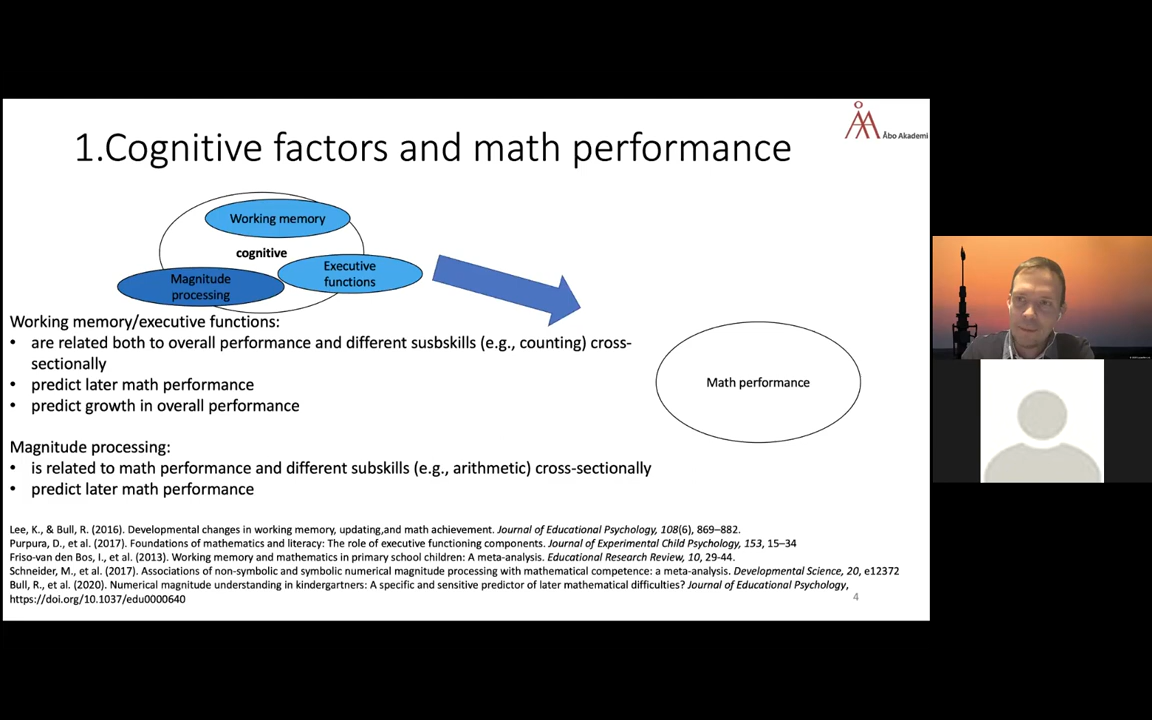 Åbo Akademi
1.Cognitive factors and math performance
Working memory
cognitive
Executive
functions
Magnitude
processing
Working memory/executive functions:
• are related both to overall performance and different susbskills (e.g., counting) cross-
sectionally
• predict later math performance
• predict growth in overall performance
Math performance
Magnitude processing:
• is related to math performance and different subskills (e.g., arithmetic) cross-sectionally
• predict later math performance
Lee, K., & Bull, R. (2016). Developmental changes in working memory, updating,and math achievement. Journal of Educational Psychology, 108(6), 869–882.
Purpura, D., et al. (2017). Foundations of mathematics and literacy: The role of executive functioning components. Journal of Experimental Child Psychology, 153, 15–34
Friso-van den Bos, I., et al. (2013). Working memory and mathematics in primary school children: A meta-analysis. Educational Research Review, 10, 29-44.
Schneider, M., et al. (2017). Associations of non-symbolic and symbolic numerical magnitude processing with mathematical competence: a meta-analysis. Developmental Science, 20, e12372
Bull, R., et al. (2020). Numerical magnitude understanding in kindergartners: A specific and sensitive predictor of later mathematical difficulties? Journal of Educational Psychology,
https://doi.org/10.1037/edu0000640
4